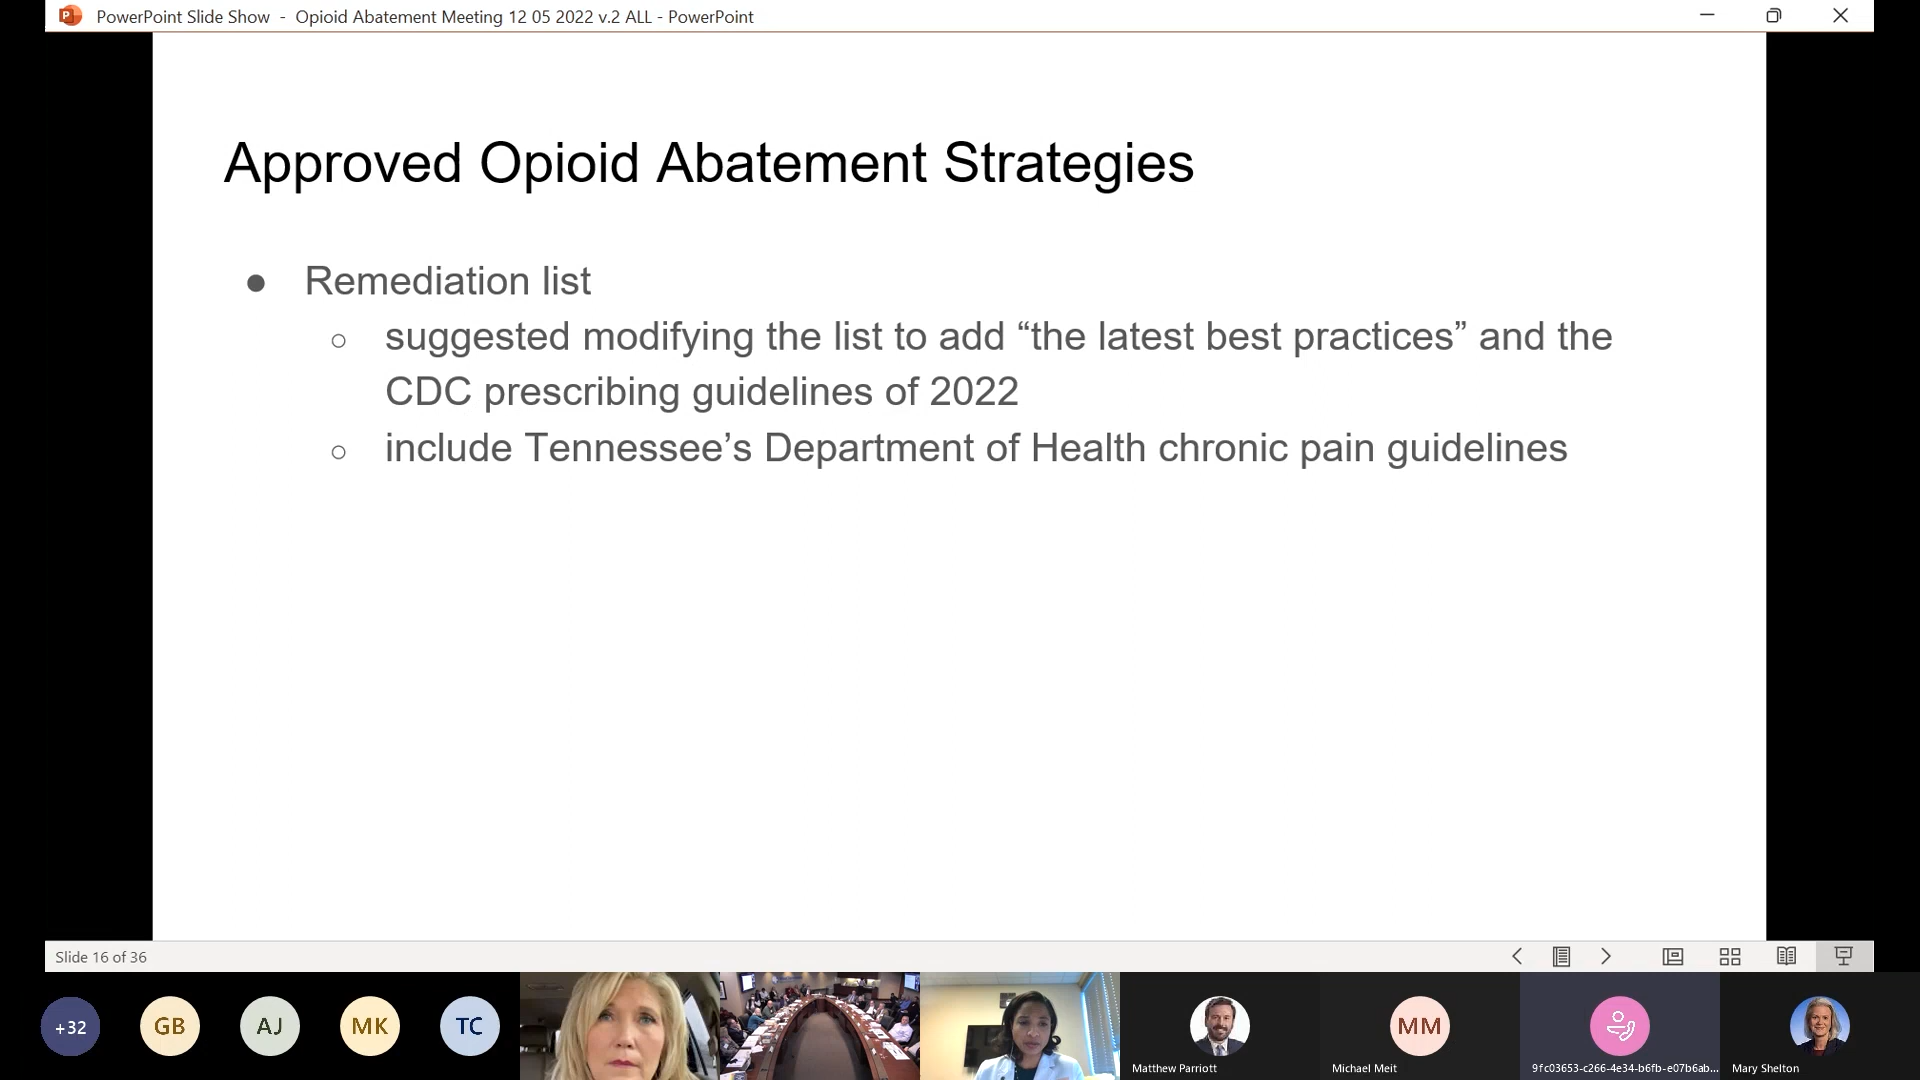 PowerPoint Slide Show - Opioid Abatement Meeting 12 05 2022 v.2 ALL - PowerPoint
Approved Opioid Abatement Strategies
● Remediation list
○ suggested modifying the list to add “the latest best practices” and the
CDC prescribing guidelines of 2022
○ include Tennessee’s Department of Health chronic pain guidelines
Slide 16 of 36
+32
GB
AJ
MK
TC
MM
Matthew Parriott
Michael Meit
9fc03653-c266-4e34-b6fb-e07b6ab...
Mary Shelton